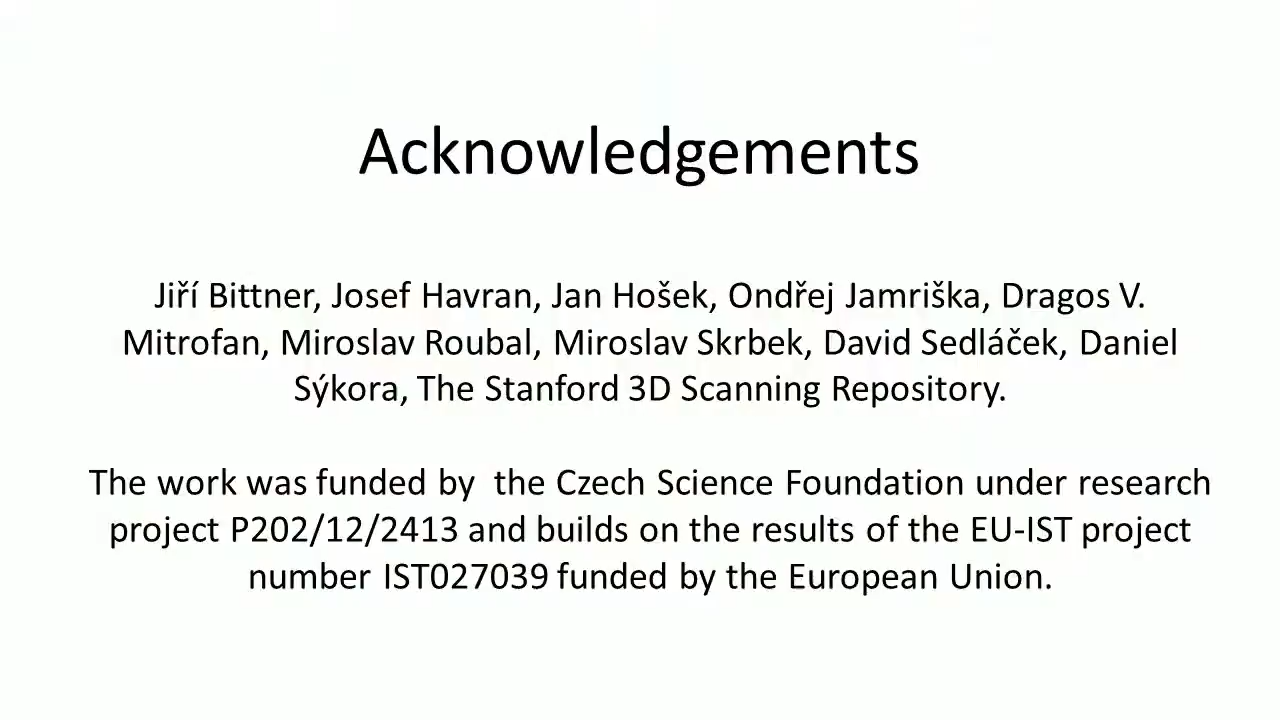 Acknowledgements
Jiří Bittner, Josef Havran, Jan Hošek, Ondřej Jamriška, Dragos V.
Mitrofan, Miroslav Roubal, Miroslav Skrbek, David Sedláček, Daniel
Sýkora, The Stanford 3D Scanning Repository.
The work was funded by  the Czech Science Foundation under research
project P202/12/2413 and builds on the results of the EU-IST project
number IST027039 funded by the European Union.